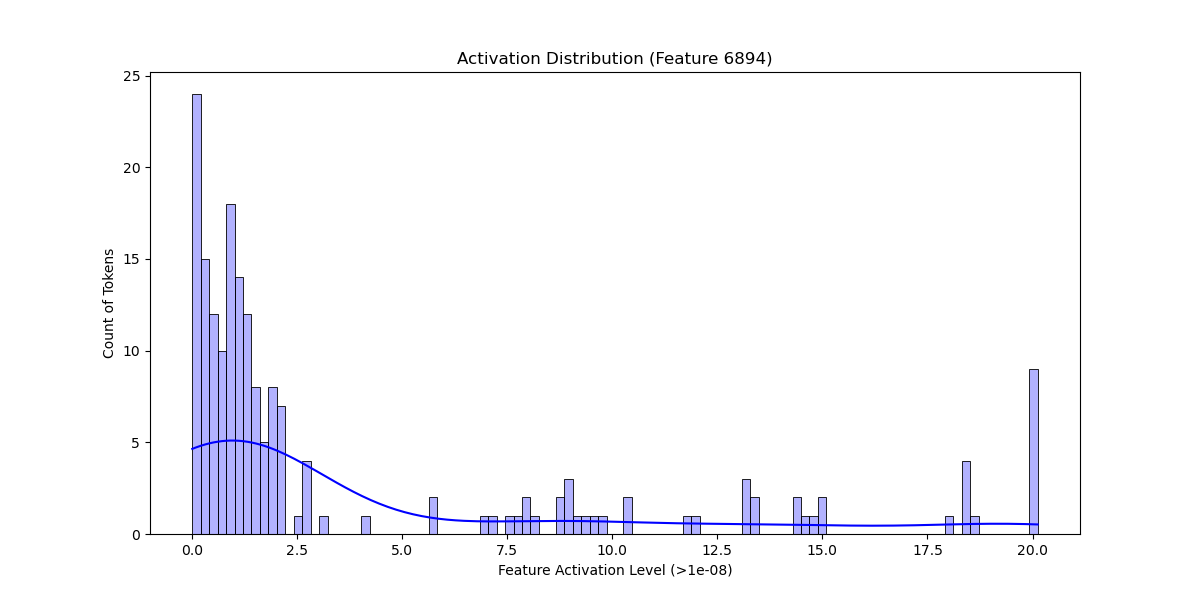 Activation Distribution (Feature 6894)
25
20
15
10
5
0
Count of Tokens
0.0 2.5 5.0 7.5 10.0 12.5 15.0 17.5 20.0
Feature Activation Level (>1e-08)